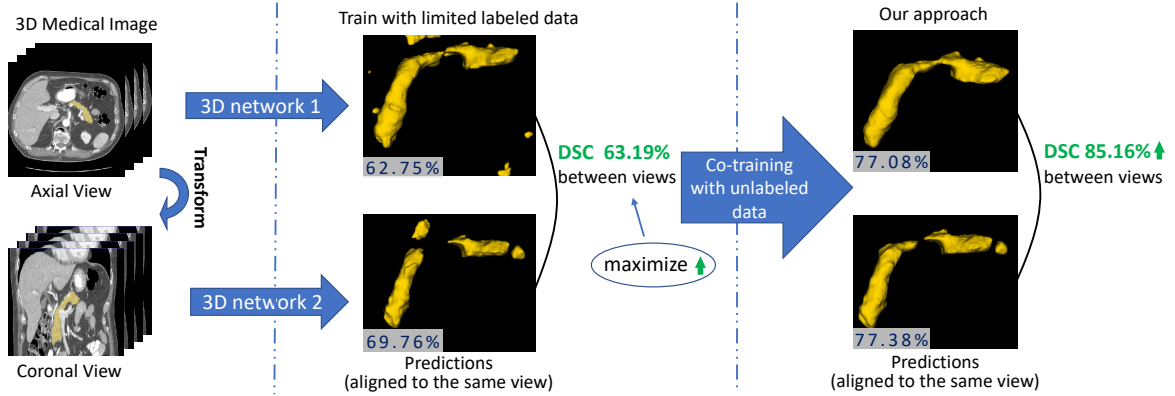 3D Medical Image
Axial View
Transform
Coronal View
3D network 1
3D network 2
Train with limited labeled data
62.75%
69.76%
Predictions
(aligned to the same view)
DSC 63.19%
between views
maximize
Co-training
with unlabeled
data
Our approach
77.08%
77.38%
Predictions
(aligned to the same view)
DSC 85.16%
between views